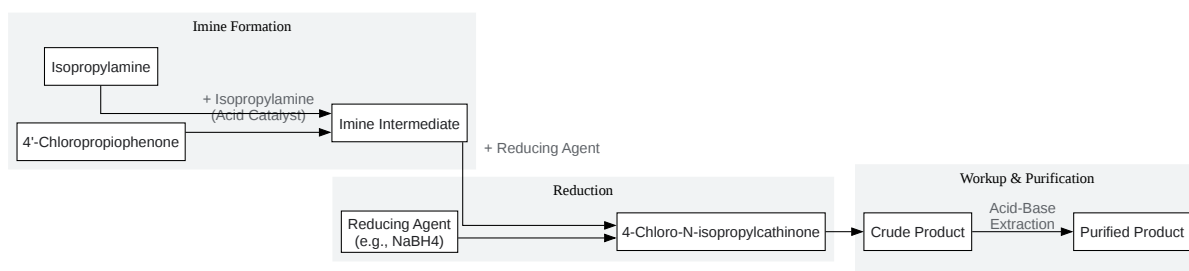 Imine Formation
Isopropylamine
+ Isopropylamine
(Acid Catalyst)
4'-Chloropropiophenone
Imine Intermediate
+ Reducing Agent
Reduction
Reducing Agent
(e.g., NaBH4)
4-Chloro-N-isopropylcathinone
Workup & Purification
Crude Product
Acid-Base
Extraction
Purified Product